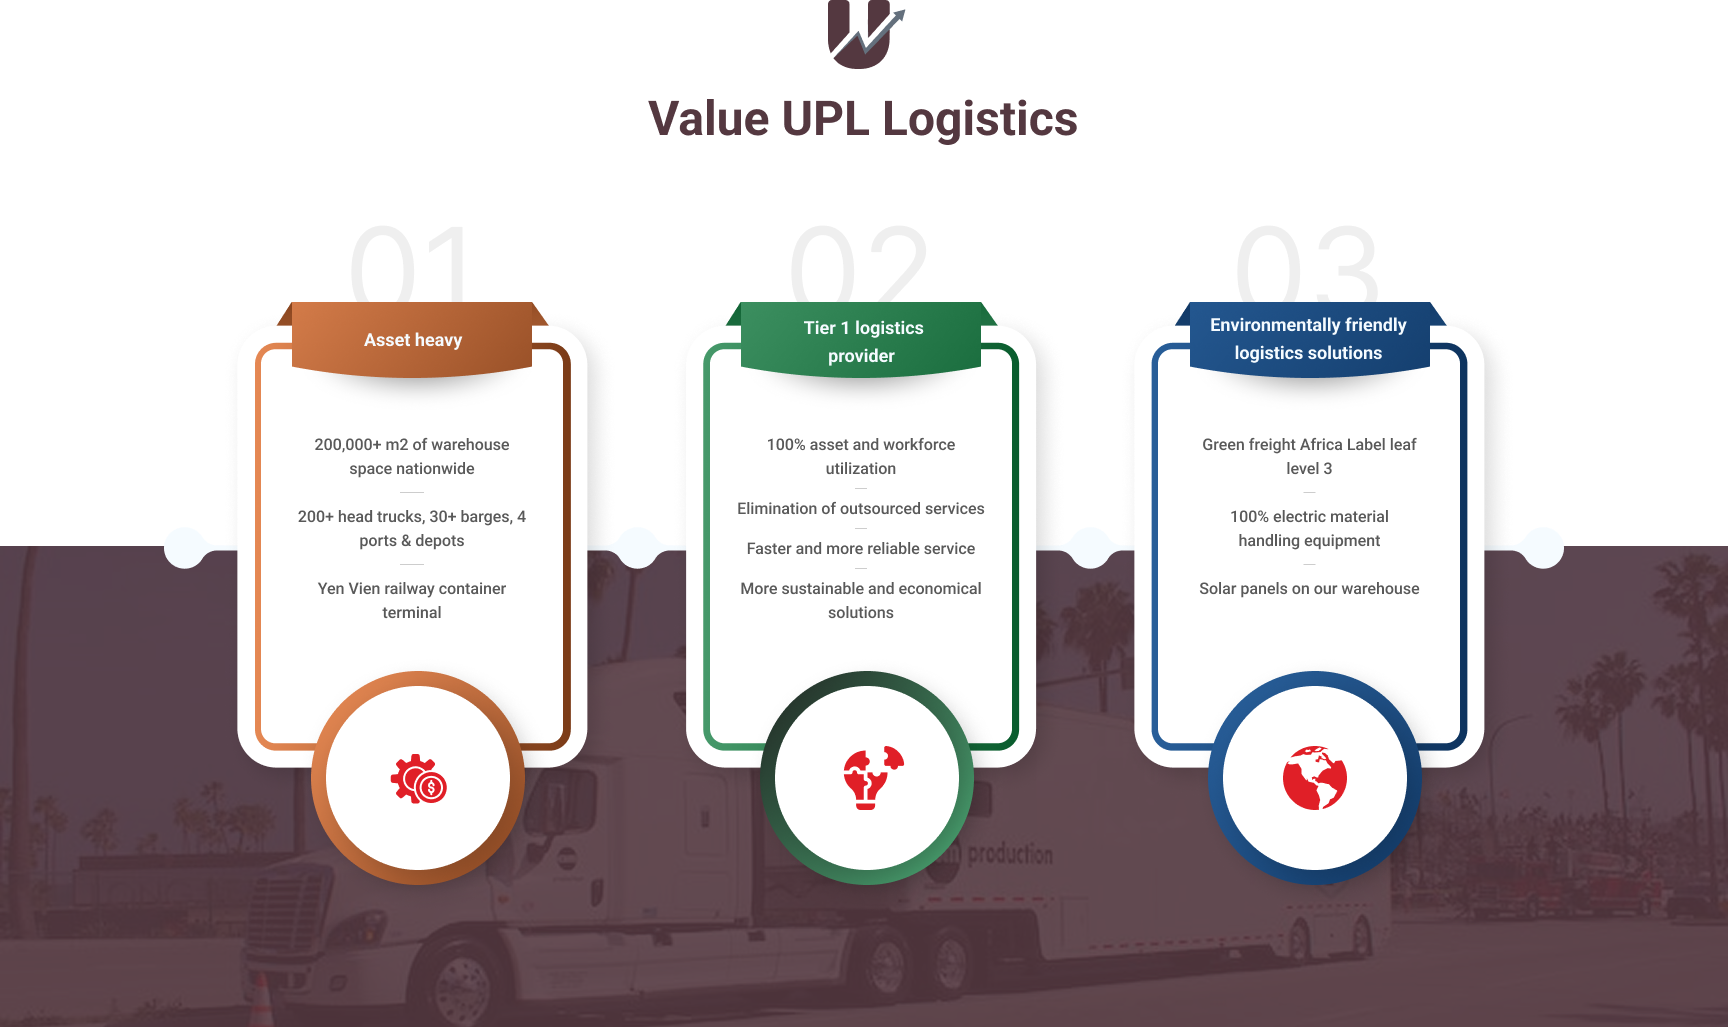 Value UPL Logistics
01
Asset heavy
200,000+ m2 of warehouse
space nationwide
200+ head trucks, 30+ barges, 4
ports & depots
Yen Vien railway container
terminal
02
Tier 1 logistics
provider
100% asset and workforce
utilization
Elimination of outsourced services
Faster and more reliable service
More sustainable and economical
solutions
03
Environmentally friendly
logistics solutions
Green freight Africa Label leaf
level 3
100% electric material
handling equipment
Solar panels on our warehouse
production